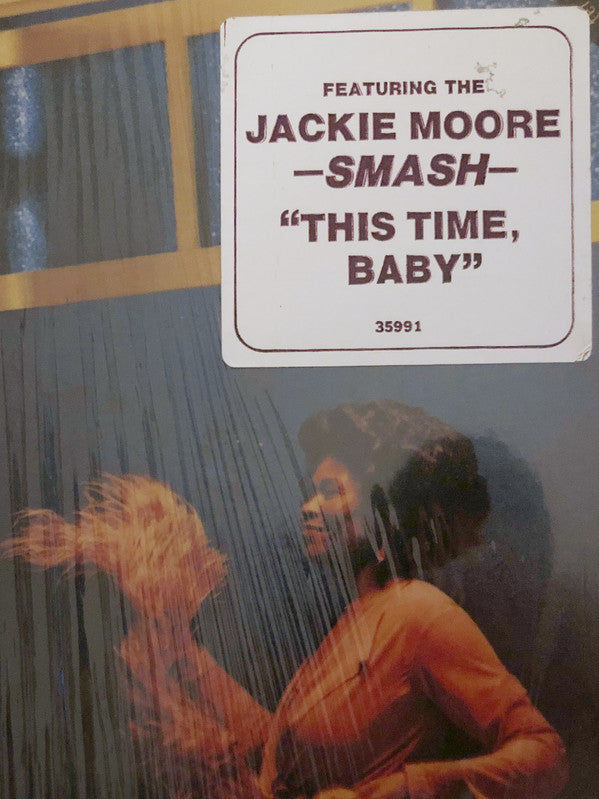 FEATURING THE
JACKIE MOORE
—SMASH—
“THIS TIME,
BABY”
35991